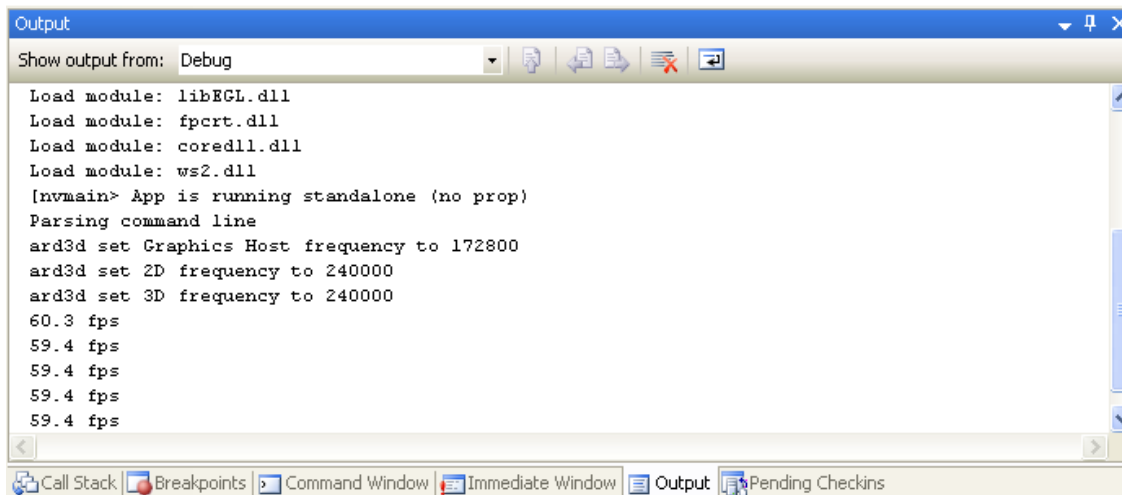 Output
Show output from: Debug
Load module: libEGL.dll
Load module: fpcrt.dll
Load module: coredll.dll
Load module: ws2.dll
[nvmain> App is running standalone (no prop)
Parsing command line
ard3d set Graphics Host frequency to 172800
ard3d set 2D frequency to 240000
ard3d set 3D frequency to 240000
60.3 fps
59.4 fps
59.4 fps
59.4 fps
59.4 fps
Call Stack Breakpoints Command Window Immediate Window Output Pending Checkins